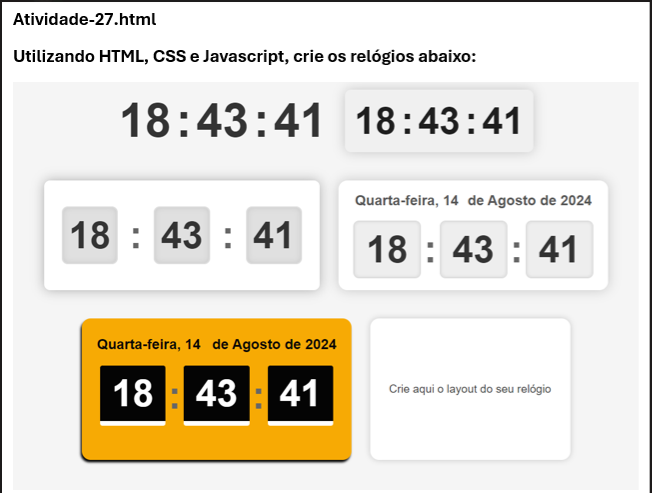 Atividade-27.html
Utilizando HTML, CSS e Javascript, crie os relógios abaixo:
18:43:41
18:43:41
18 : 43 : 41
Quarta-feira, 14 de Agosto de 2024
18:43:41
Quarta-feira, 14 de Agosto de 2024
18:43:41
Crie aqui o layout do seu relógio